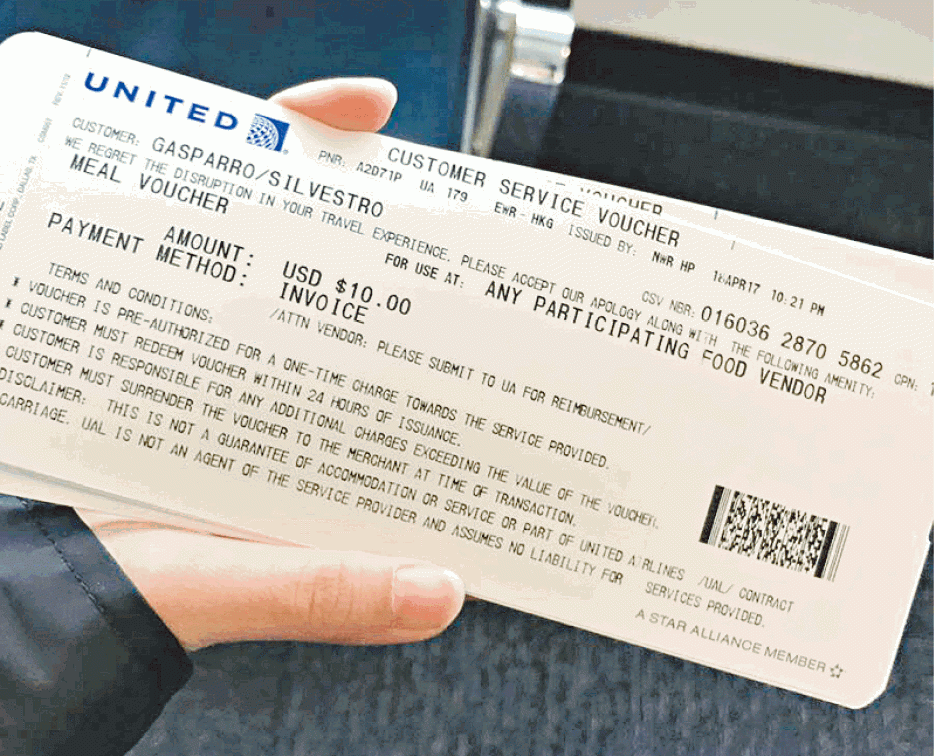 UNITED
CUSTOMER SERVICE VOUCHER
CUSTOMER: GASPARRO/SILVESTRO PNR: A2D71P UA 179 EWR - HKG ISSUED BY: NWR HP 16APR17 10:21 PM
WE REGRET THE DISRUPTION IN YOUR TRAVEL EXPERIENCE. PLEASE ACCEPT OUR APOLOGY ALONG WITH THE FOLLOWING AMENITY:
MEAL VOUCHER
FOR USE AT: ANY PARTICIPATING FOOD VENDOR
CSV NBR: 016036 2870 5862 CPN:
AMOUNT: USD $10.00
PAYMENT METHOD: INVOICE
/ATTN VENDOR: PLEASE SUBMIT TO UA FOR REIMBURSEMENT/
TERMS AND CONDITIONS:
* VOUCHER IS PRE-AUTHORIZED FOR A ONE-TIME CHARGE TOWARDS THE SERVICE PROVIDED.
* CUSTOMER MUST REDEEM VOUCHER WITHIN 24 HOURS OF ISSUANCE.
* CUSTOMER IS RESPONSIBLE FOR ANY ADDITIONAL CHARGES EXCEEDING THE VALUE OF THE VOUCHER.
CUSTOMER MUST SURRENDER THE VOUCHER TO THE MERCHANT AT TIME OF TRANSACTION.
DISCLAIMER: THIS IS NOT A GUARANTEE OF ACCOMMODATION OR SERVICE OR PART OF UNITED AIRLINES /UAL/ CONTRACT
CARRIAGE. UAL IS NOT AN AGENT OF THE SERVICE PROVIDER AND ASSUMES NO LIABILITY FOR SERVICES PROVIDED.
A STAR ALLIANCE MEMBER
VOUCHER